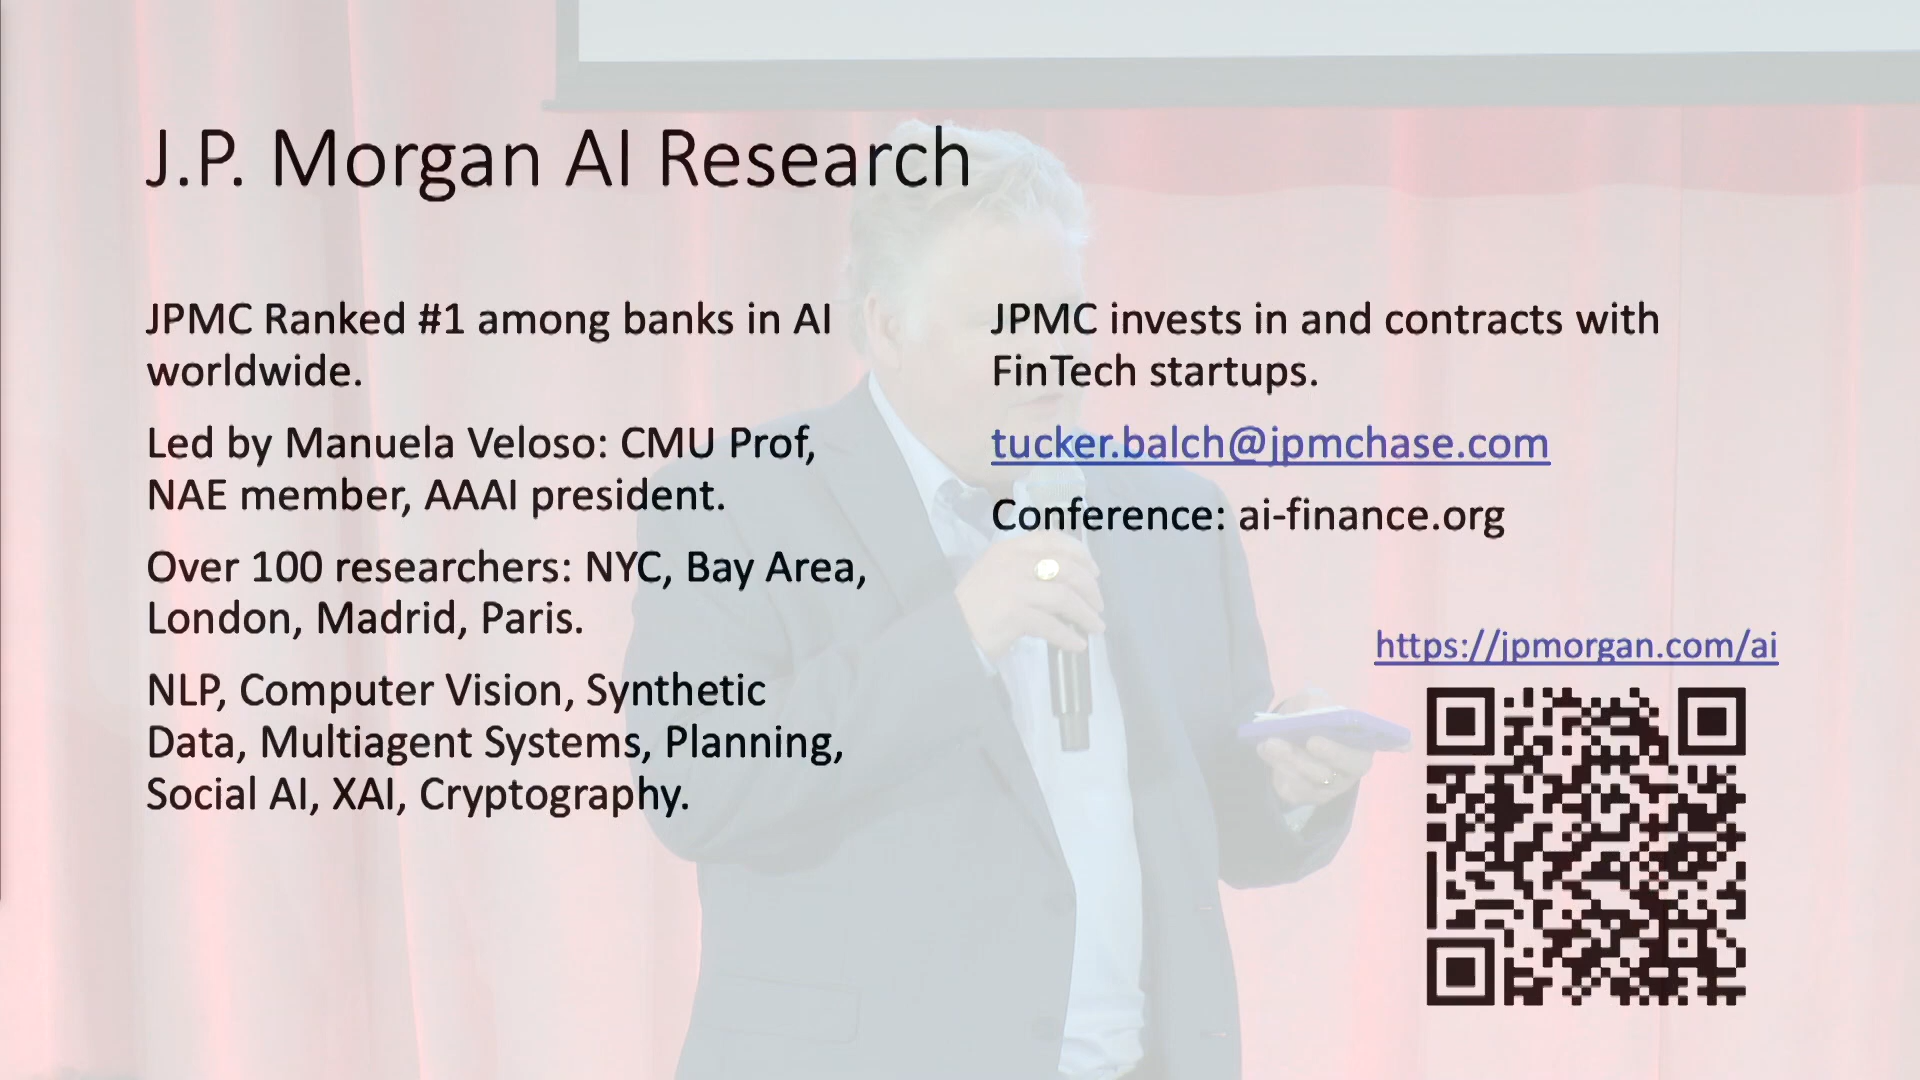 J.P. Morgan AI Research
JPMC Ranked #1 among banks in AI
worldwide.
Led by Manuela Veloso: CMU Prof,
NAE member, AAAI president.
Over 100 researchers: NYC, Bay Area,
London, Madrid, Paris.
NLP, Computer Vision, Synthetic
Data, Multiagent Systems, Planning,
Social AI, XAI, Cryptography.
JPMC invests in and contracts with
FinTech startups.
tucker.balch@jpmchase.com
Conference: ai-finance.org
https://jpmorgan.com/ai